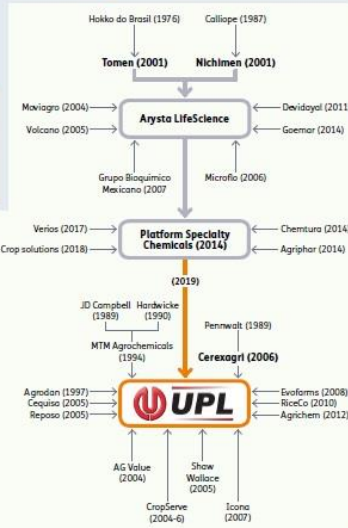 Hokko do Brasil (1976)
Calliope (1987)
Tomen (2001)
Nichimen (2001)
Moviagro (2004)
Volcano (2005)
Arysta LifeScience
Devidayal (2011
Goemar (2014)
Grupo Bioquimico
Mexicano (2007
Microflo (2006)
Verios (2017)
Crop solutions (2018)
Platform Specialty
Chemicals (2014)
Chemtura (2014
Agriphar (2014)
(2019)
JD Campbell
(1989)
Hardwicke
(1990)
MTM Agrochemicals
(1994)
Pennwalt (1989)
Cerexagri (2006)
Agrodan (1997)
Cequisa (2005)
Reposo (2005)
UPL
Evofarms (2008)
RiceCo (2010)
Agrichem (2012)
AG Value
(2004)
CropServe
(2004-6)
Shaw
Wallace
(2005)
Icona
(2007)